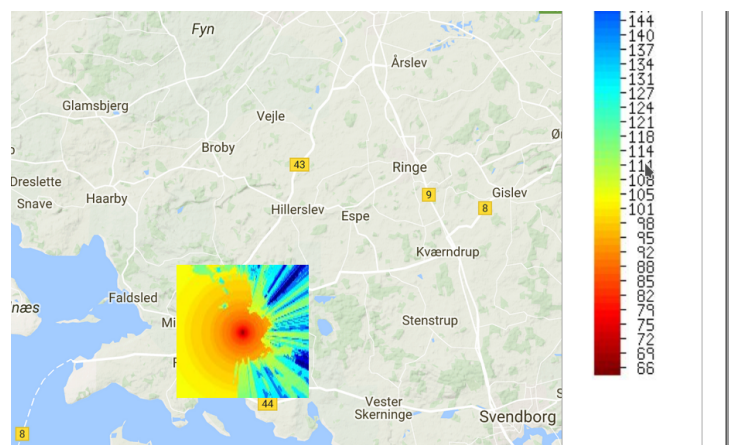 Fyn
Årslev
Glamsbjerg
Vejle
Broby
43
Ringe
Dreslette
Snave
Haarby
9
Gislev
8
Hillerslev
Espe
Kværndrup
Faldsled
Stenstrup
44
Vester
Skerninge
Svendborg
8
144
140
137
134
131
127
124
121
118
114
111
108
105
101
98
95
92
88
85
82
79
75
72
69
66